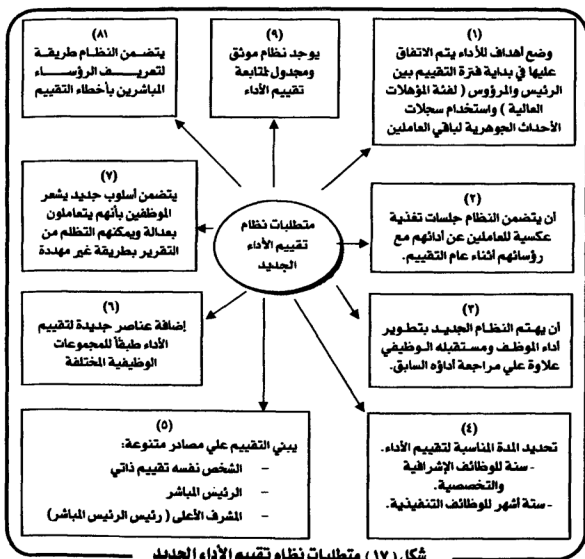 (١)
وضع أهداف للأداء يتم الاتفاق
عليها في بداية فترة التقييم بين
الرئيس والمرؤوس ( لفئة المؤهلات
العالية ) واستخدام سجلات
الأحداث الجوهرية لباقي العاملين
(٩)
يوجد نظام موثق
ومجدول لمتابعة
تقييم الأداء
(٨١
يتضمن النظام طريقة
لتعريف الرؤساء
المباشرين بأخطاء التقييم
(٢)
أن يتضمن النظام جلسات تغذية
عكسية للعاملين عن أدائهم مع
رؤسائهم أثناء عام التقييم.
متطلبات نظام
تقييم الأداء
الجديد
(٧)
يتضمن أسلوب جديد يشعر
الموظفين بأنهم يتعاملون
بعدالة ويمكنهم التظلم من
التقرير بطريقة غير مهددة
(٣)
أن يهتم النظام الجديد بتطوير
أداء الموظف ومستقبله الوظيفي
علاوة علي مراجعة أداؤه السابق.
(٦)
إضافة عناصر جديدة لتقييم
الأداء طبقاً للمجموعات
الوظيفية المختلفة
(٤)
تحديد المدة المناسبة لتقييم الأداء.
- سنة للوظائف الإشرافية
والتخصصية.
- ستة أشهر للوظائف التنفيذية.
(٥)
يبني التقييم علي مصادر متنوعة:
- الشخص نفسه تقييم ذاتي
- الرئيس المباشر
- المشرف الأعلى ( رئيس الرئيس المباشر)
شكل ( ١٧ ) متطلبات نظام تقييم الأداء الجديد